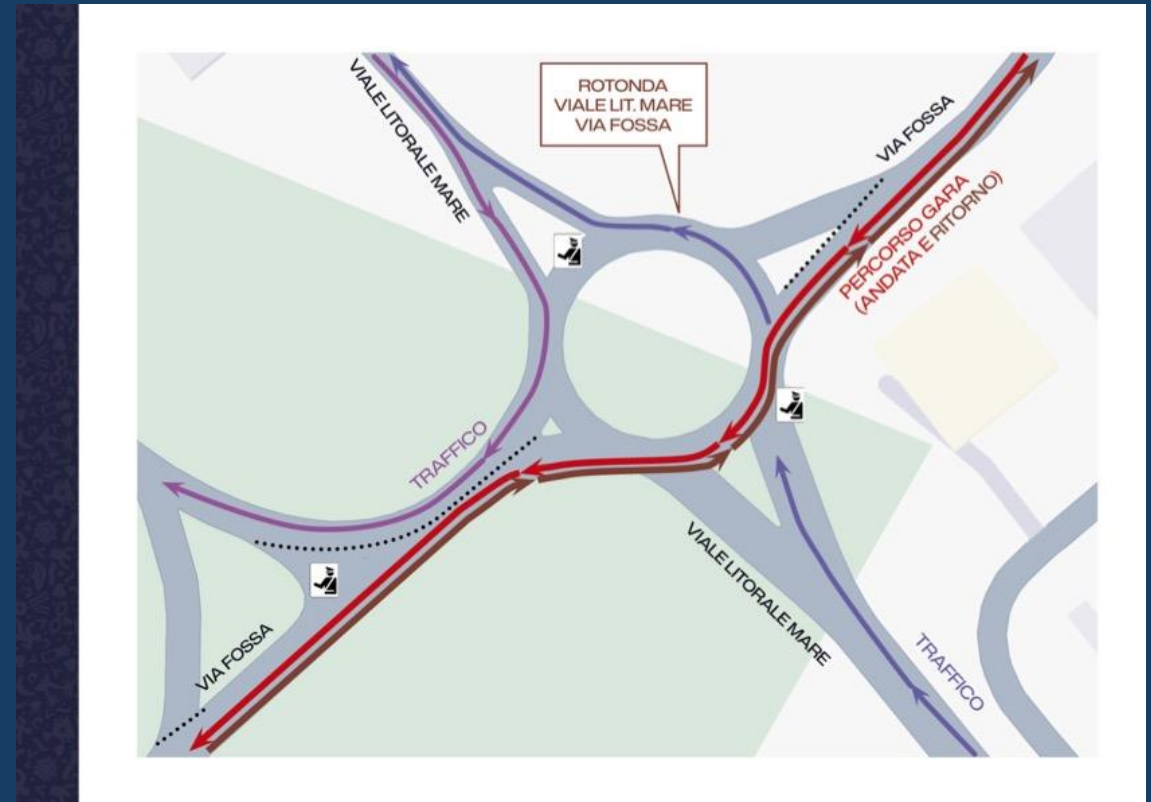 VIALE LITORALE MARE
ROTONDA
VIALE LIT. MARE
VIA FOSSA
VIA FOSSA
PERCORSO GARA
(ANDATA E RITORNO)
TRAFFICO
VIALE LITORALE MARE
VIA FOSSA
TRAFFICO